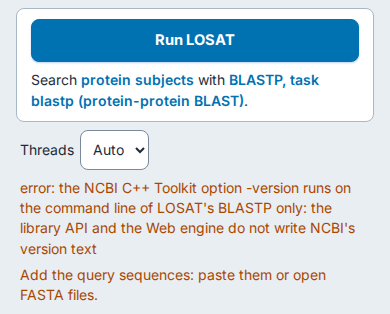 Run LOSAT
Search protein subjects with BLASTP, task
blastp (protein-protein BLAST).
Threads Auto
error: the NCBI C++ Toolkit option -version runs on
the command line of LOSAT's BLASTP only: the
library API and the Web engine do not write NCBI's
version text
Add the query sequences: paste them or open
FASTA files.